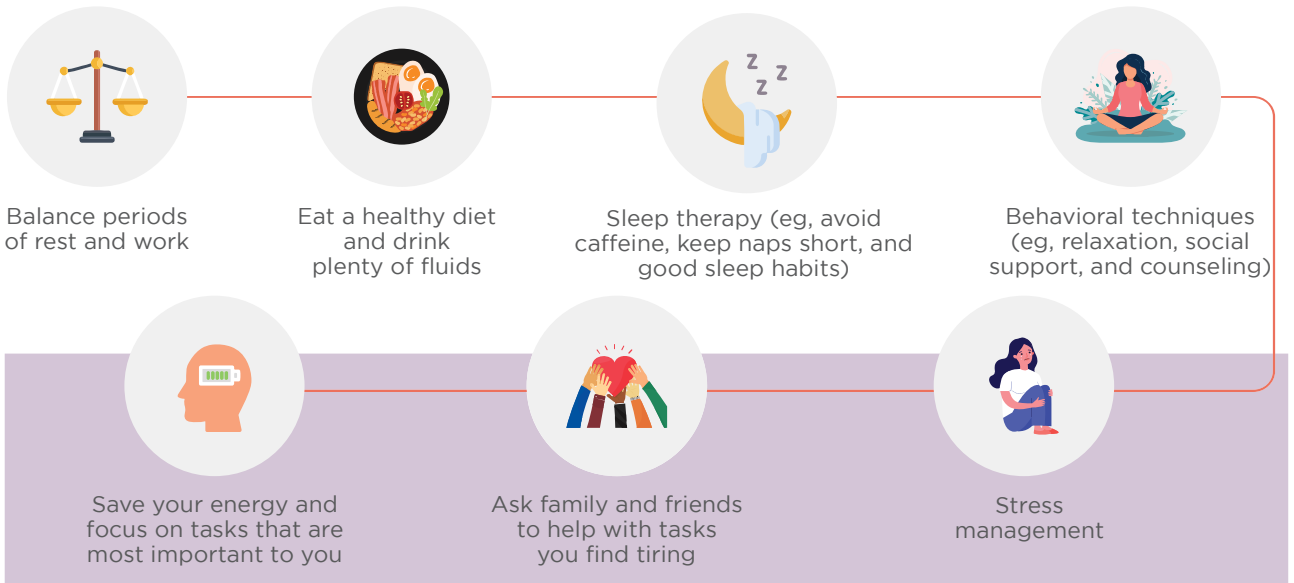 Z
Z
Z
Balance periods
of rest and work
Eat a healthy diet
and drink
plenty of fluids
Sleep therapy (eg, avoid
caffeine, keep naps short, and
good sleep habits)
Behavioral techniques
(eg, relaxation, social
support, and counseling)
Save your energy and
focus on tasks that are
most important to you
Ask family and friends
to help with tasks
you find tiring
Stress
management